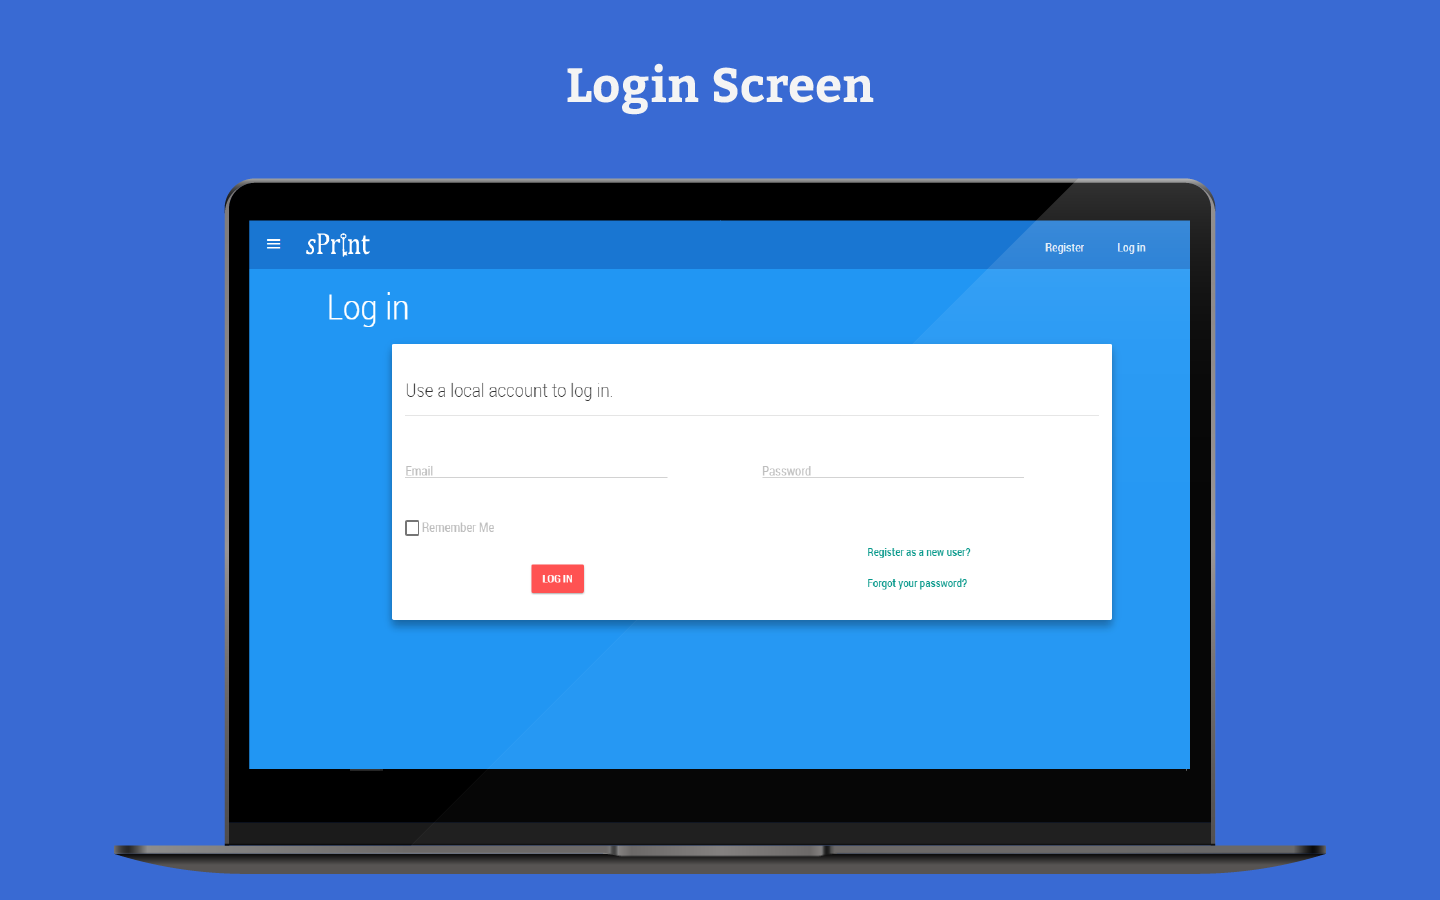 Login Screen
sPrint
Register
Log in
Log in
Use a local account to log in.
Email
Password
Remember Me
Register as a new user?
LOG IN
Forgot your password?